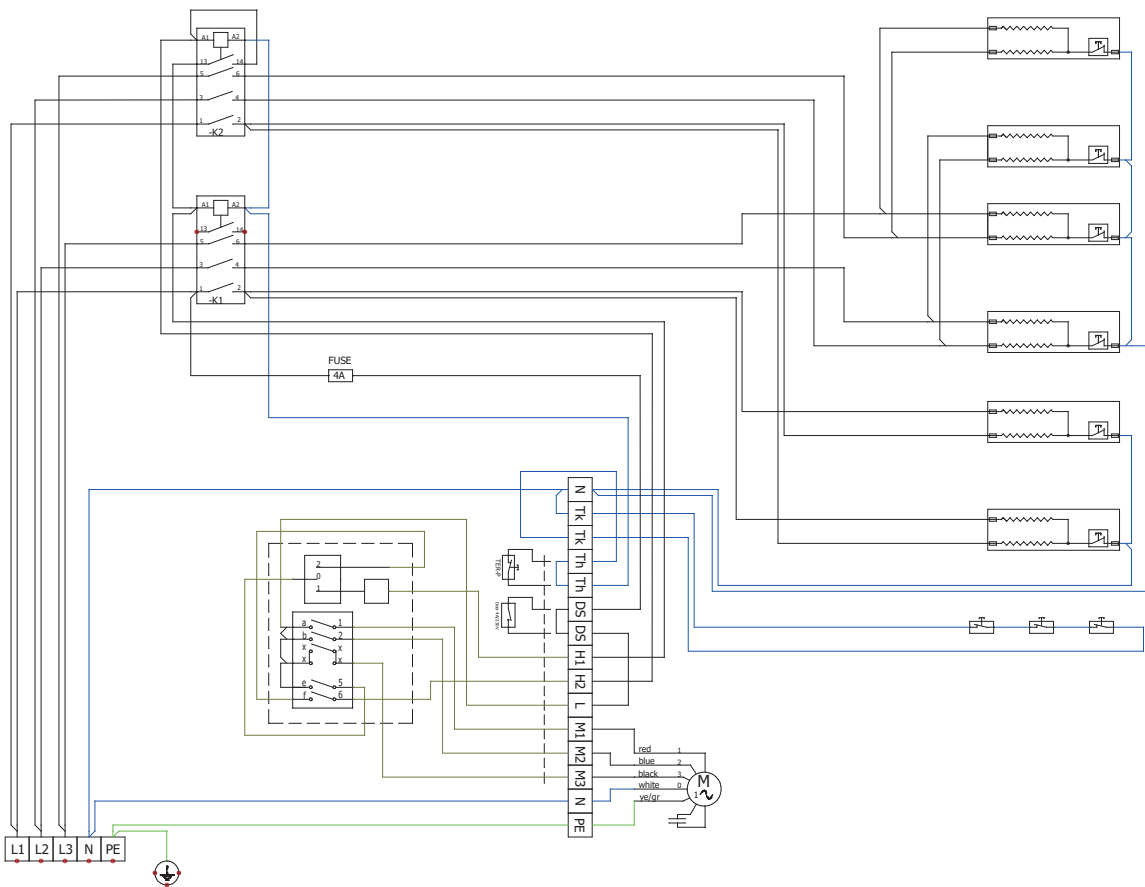 A1 A2
13 14
5 6
3 4
1 2
-K2
A1 A2
13 14
5 6
3 4
1 2
-K1
FUSE
4A
N
Tk
Tk
TER-P
Th
Th
DS
DS
H1
H2
L
M1
M2
M3
N
PE
2
0
1
a 1
b 2
x x
x x
e 5
f 6
red 1
blue 2
black 3
white 0
ye/gr
M
1
L1 L2 L3 N PE